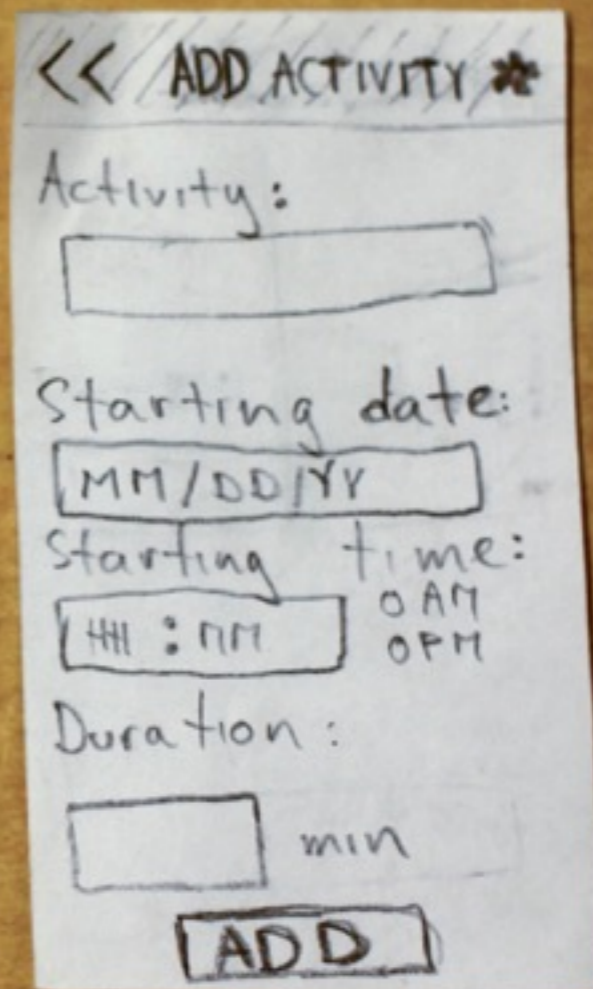 << ADD ACTIVITY *
Activity:
Starting date:
MM/DD/YY
Starting time:
HH:MM
O AM
O PM
Duration:
min
ADD